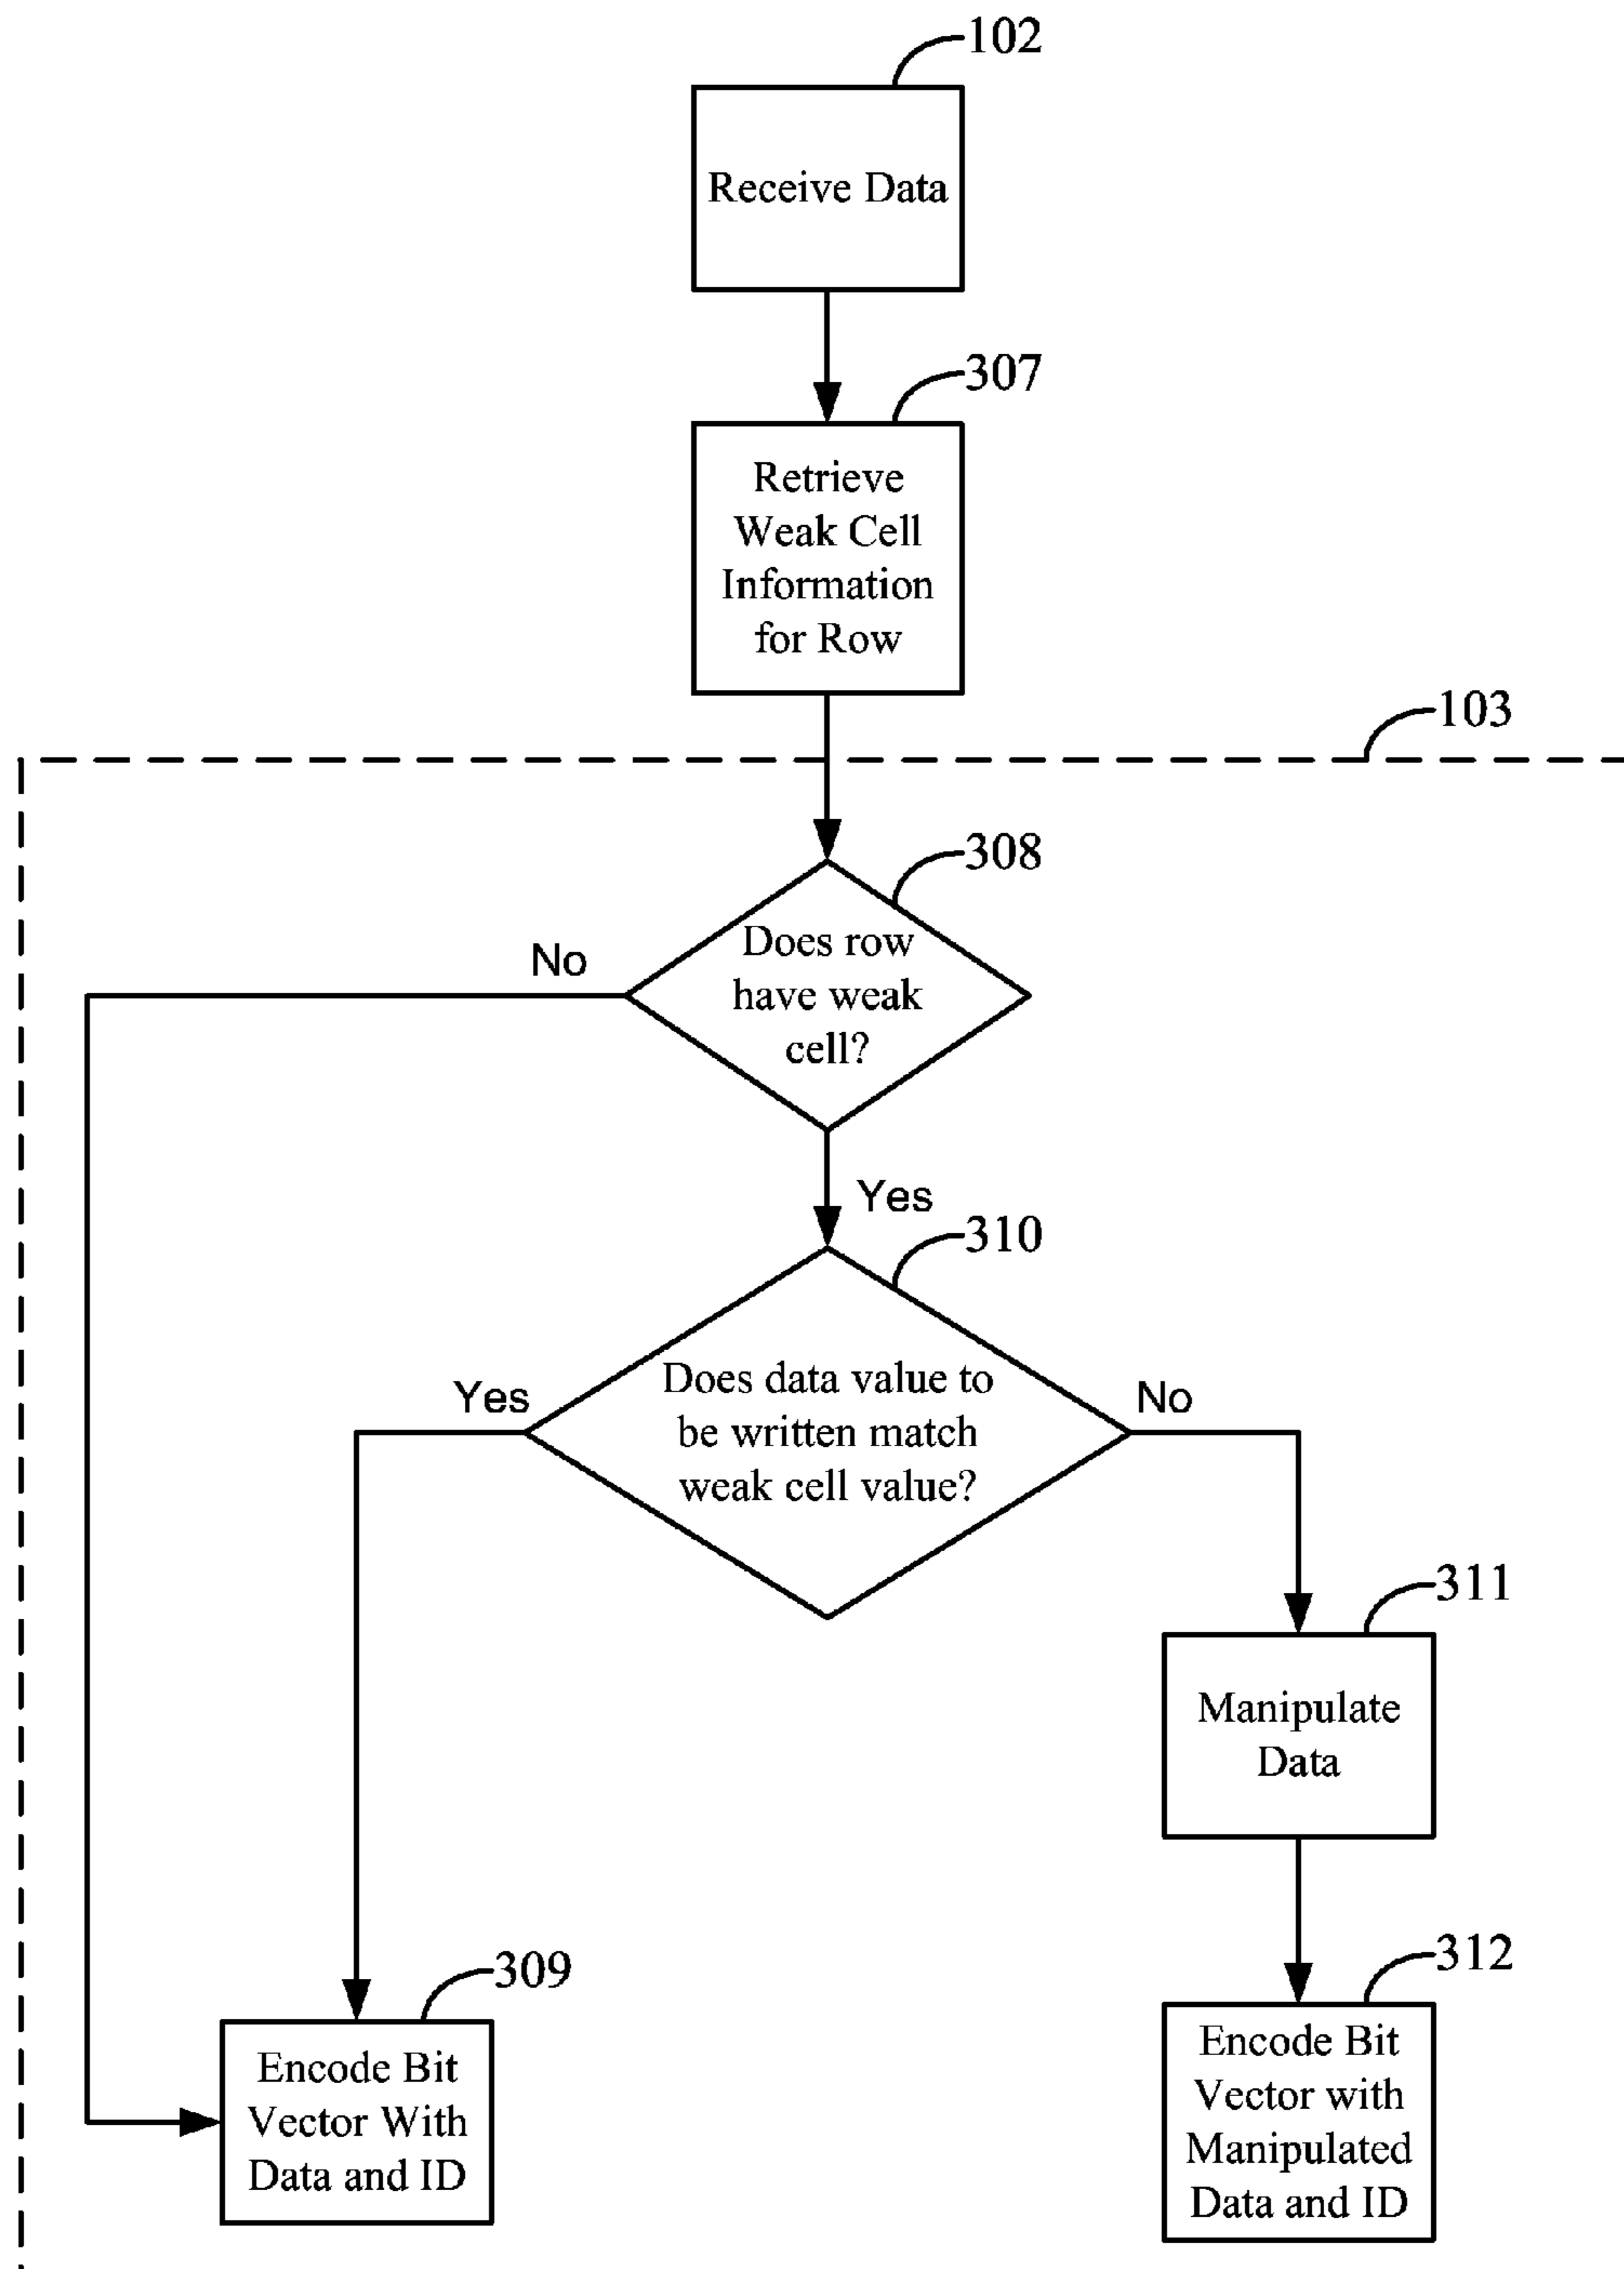 102
Receive Data
307
Retrieve
Weak Cell
Information
for Row
103
308
Does row
have weak
cell?
No
Yes
310
Does data value to
be written match
weak cell value?
Yes
No
311
Manipulate
Data
309
Encode Bit
Vector With
Data and ID
312
Encode Bit
Vector with
Manipulated
Data and ID